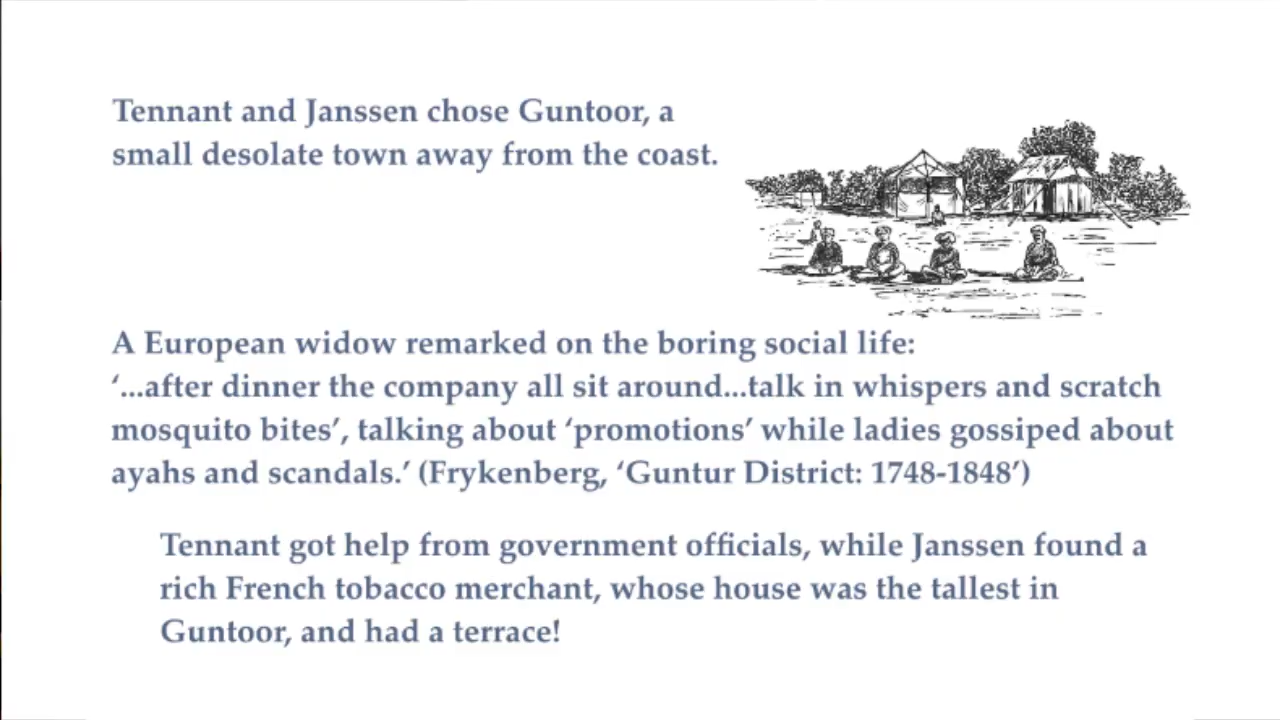 Tennant and Janssen chose Guntoor, a
small desolate town away from the coast.
A European widow remarked on the boring social life:
‘...after dinner the company all sit around...talk in whispers and scratch
mosquito bites’, talking about ‘promotions’ while ladies gossiped about
ayahs and scandals.’ (Frykenberg, ‘Guntur District: 1748-1848’)
Tennant got help from government officials, while Janssen found a
rich French tobacco merchant, whose house was the tallest in
Guntoor, and had a terrace!